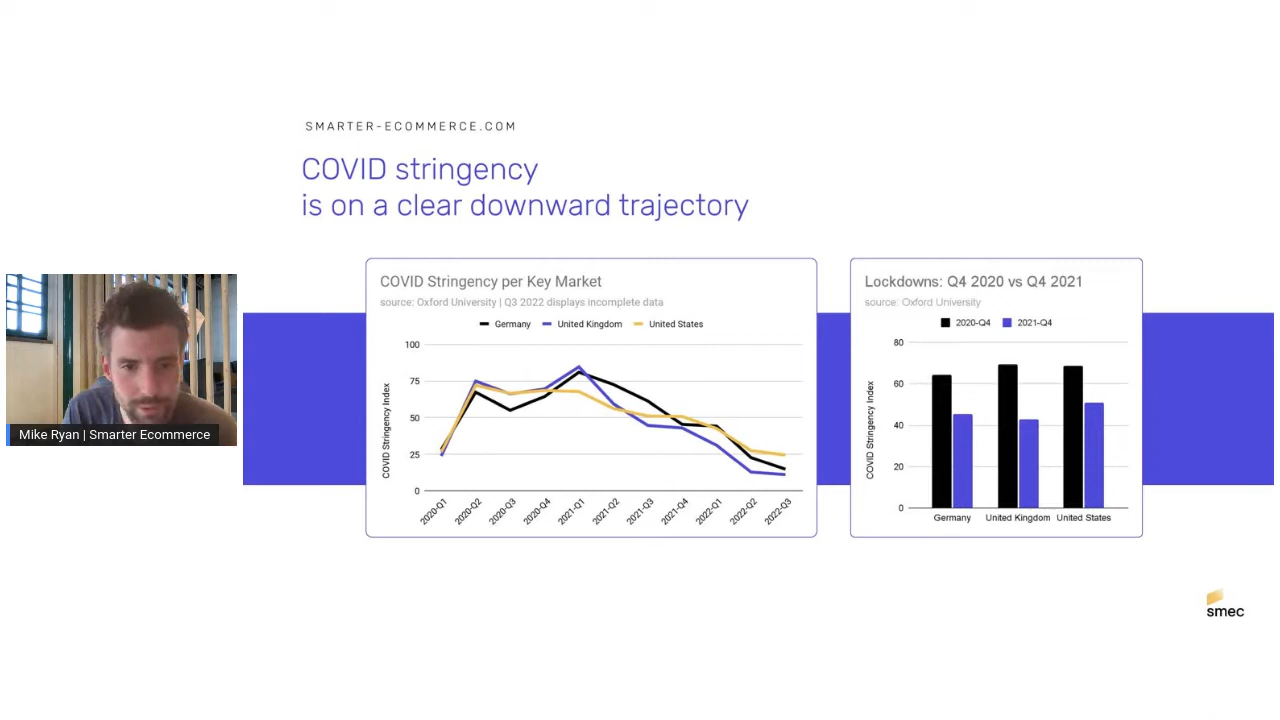 SMARTER-ECOMMERCE.COM
COVID stringency
is on a clear downward trajectory
COVID Stringency per Key Market
source: Oxford University | Q3 2022 displays incomplete data
Germany United Kingdom United States
COVID Stringency Index
100
75
50
25
0
2020-Q1 2020-Q2 2020-Q3 2020-Q4 2021-Q1 2021-Q2 2021-Q3 2021-Q4 2022-Q1 2022-Q2 2022-Q3
Lockdowns: Q4 2020 vs Q4 2021
source: Oxford University
2020-Q4 2021-Q4
COVID Stringency Index
80
60
40
20
0
Germany United Kingdom United States
Mike Ryan | Smarter Ecommerce
smec